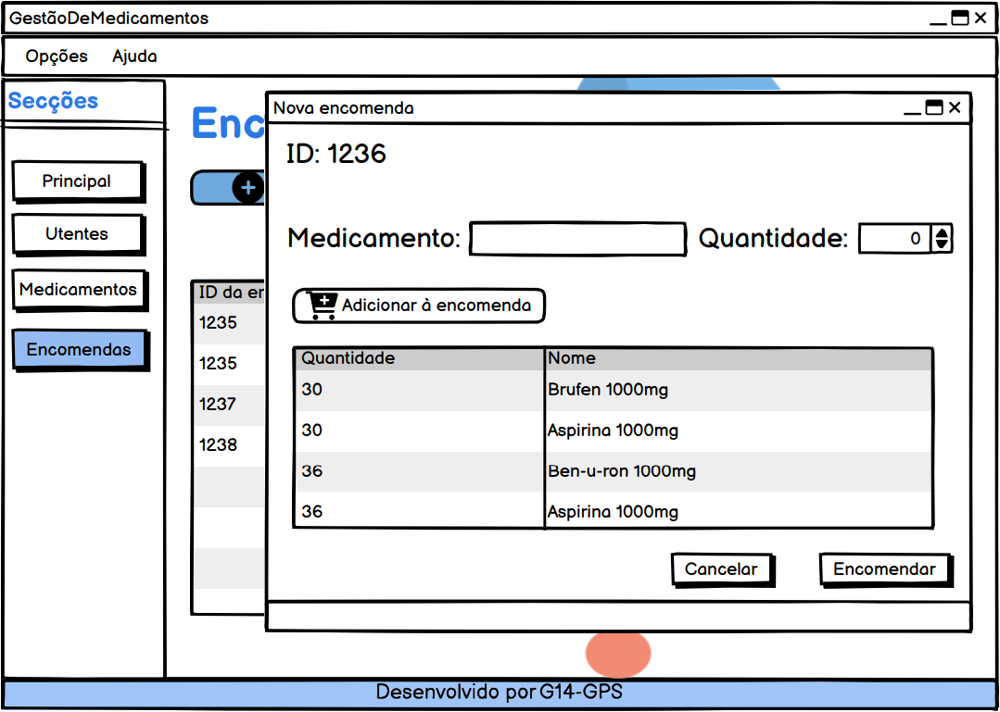 GestãoDeMedicamentos
Opções Ajuda
Secções
Principal
Utentes
Medicamentos
Encomendas
Enc
+
ID da en
1235
1235
1237
1238
Nova encomenda
ID: 1236
Medicamento: Quantidade: 0
Adicionar à encomenda
Quantidade Nome
30 Brufen 1000mg
30 Aspirina 1000mg
36 Ben-u-ron 1000mg
36 Aspirina 1000mg
Cancelar Encomendar
Desenvolvido por G14-GPS